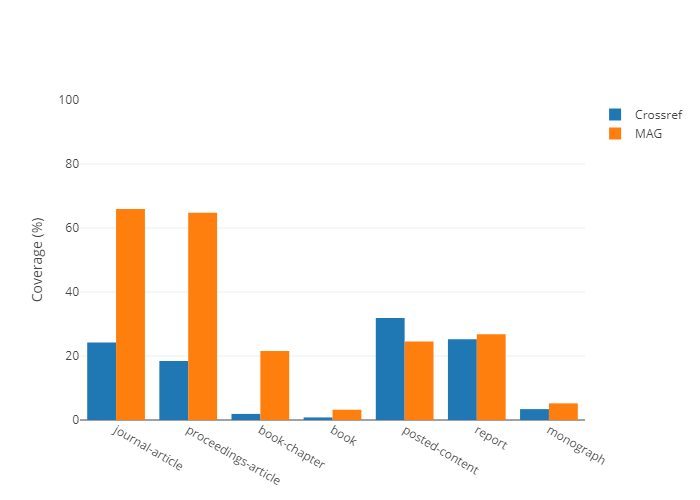 100
80
60
40
20
0
Coverage (%)
journal-article
proceedings-article
book-chapter
book
posted-content
report
monograph
Crossref
MAG